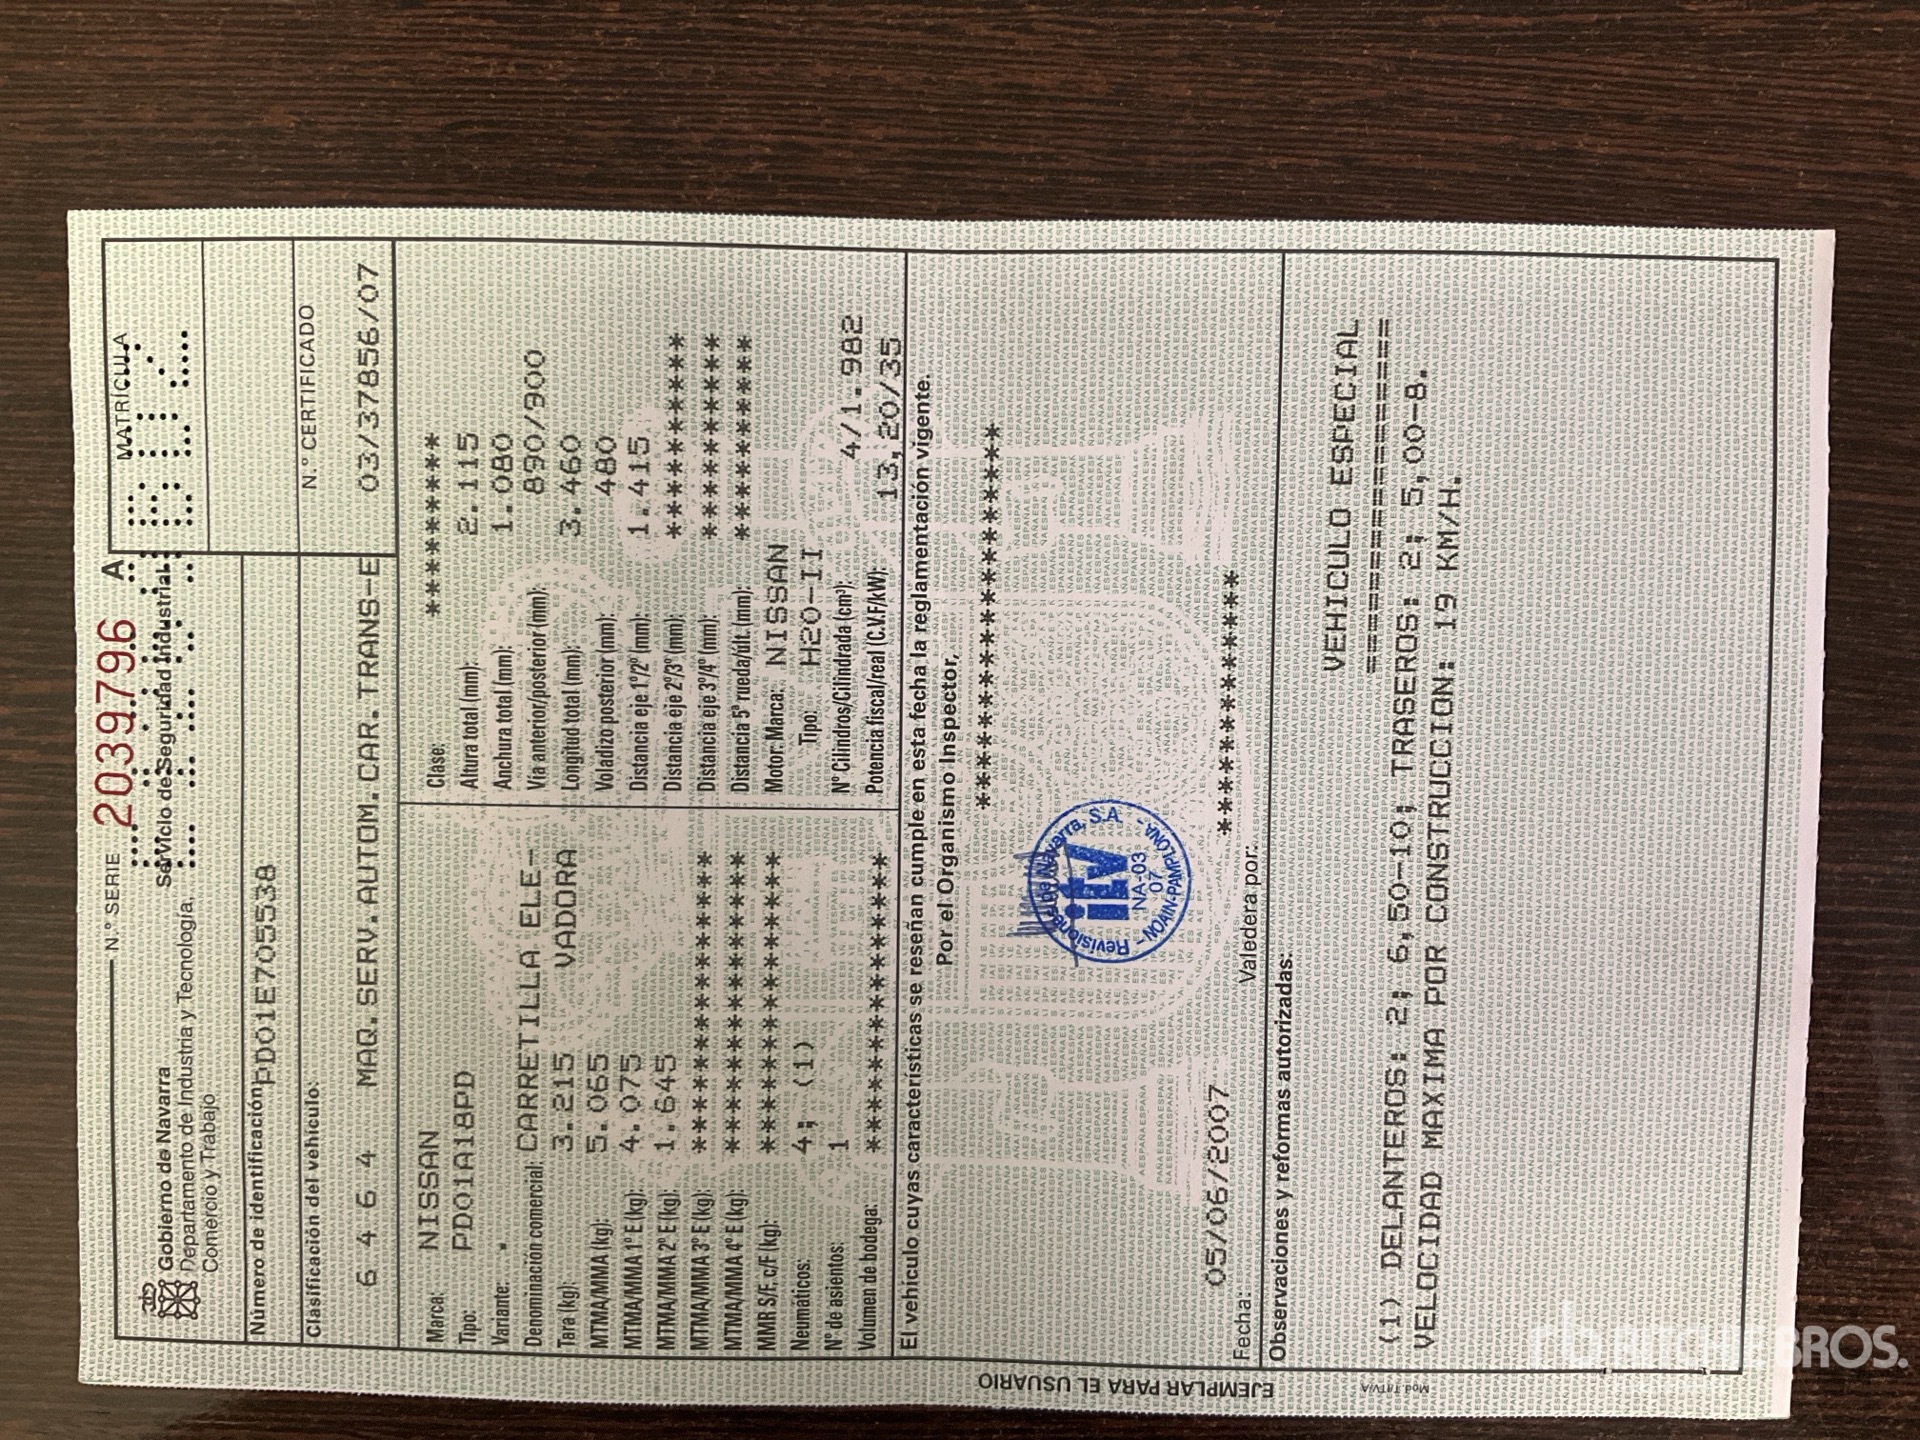 N.º SERIE 2039796 A
MATRÍCULA
Gobierno de Navarra
Departamento de Industria y Tecnología,
Comercio y Trabajo
Servicio de Seguridad Industrial
Número de identificación PD01E705538
N.º CERTIFICADO
Clasificación del vehículo:
6 4 6 4 MAQ.SERV.AUTOM.CAR.TRANS-E
03/37856/07
Marca: NISSAN
Tipo: PD01A18PD
Variante: .
Denominación comercial: CARRETILLA ELE-
VADORA
Tara (kg): 3.215
MTMA/MMA (kg): 5.065
MTMA/MMA 1º E (kg): 4.075
MTMA/MMA 2º E (kg): 1.645
MTMA/MMA 3º E (kg): ******************
MTMA/MMA 4º E (kg): ******************
MMR S/F. c/F (kg): ******************
Neumáticos: 4; (1)
Nº de asientos: 1
Volumen de bodega: ******************
Clase: ***********
Altura total (mm): 2.115
Anchura total (mm): 1.080
Vía anterior/posterior (mm): 890/900
Longitud total (mm): 3.460
Voladizo posterior (mm): 480
Distancia eje 1º/2º (mm): 1.415
Distancia eje 2º/3º (mm): ************
Distancia eje 3º/4º (mm): ************
Distancia 5ª rueda/últ. (mm): ************
Motor: Marca: NISSAN
Tipo: H20-II
Nº Cilindros/Cilindrada (cm³): 4/1.982
Potencia fiscal/real (C.V.F/kW): 13,20/35
El vehículo cuyas características se reseñan cumple en esta fecha la reglamentación vigente.
Por el Organismo Inspector,
***********************
Revisiones de Navarra, S.A.
itv
NA-03
07
- NOAIN-PAMPLONA -
Fecha: 05/06/2007
Valedera por: ****************
Observaciones y reformas autorizadas:
VEHICULO ESPECIAL
=====================
(1) DELANTEROS: 2; 6,50-10; TRASEROS: 2; 5,00-8.
VELOCIDAD MAXIMA POR CONSTRUCCION: 19 KM/H.
EJEMPLAR PARA EL USUARIO
RITCHIE BROS.